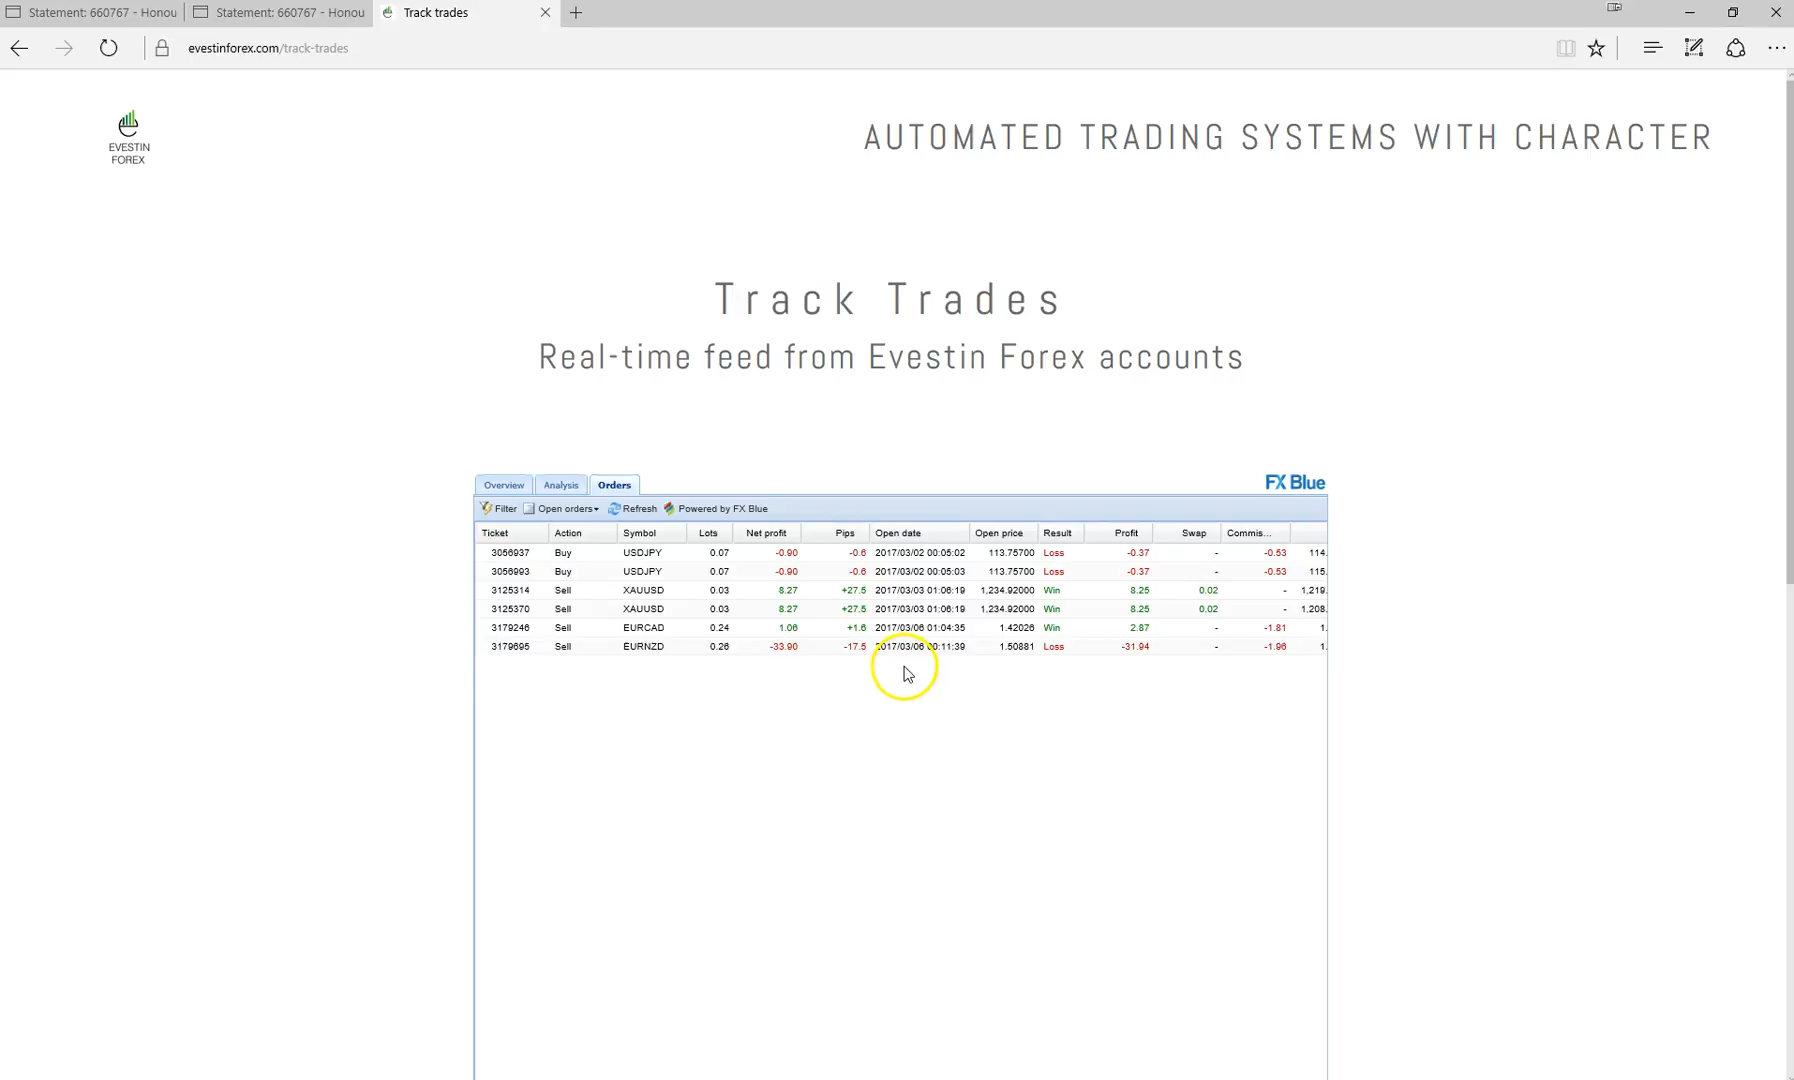 Statement: 660767 - Honou
Statement: 660767 - Honou
Track trades
evestinforex.com/track-trades
EVESTIN
FOREX
AUTOMATED TRADING SYSTEMS WITH CHARACTER
Track Trades
Real-time feed from Evestin Forex accounts
Overview Analysis Orders
FX Blue
Filter Open orders Refresh Powered by FX Blue
Ticket Action Symbol Lots Net profit Pips Open date Open price Result Profit Swap Commis...
3056937 Buy USDJPY 0.07 -0.90 -0.6 2017/03/02 00:05:02 113.75700 Loss -0.37 - -0.53 114.
3056993 Buy USDJPY 0.07 -0.90 -0.6 2017/03/02 00:05:03 113.75700 Loss -0.37 - -0.53 115.
3125314 Sell XAUUSD 0.03 8.27 +27.5 2017/03/03 01:06:19 1,234.92000 Win 8.25 0.02 - 1,219.
3125370 Sell XAUUSD 0.03 8.27 +27.5 2017/03/03 01:06:19 1,234.92000 Win 8.25 0.02 - 1,208.
3179246 Sell EURCAD 0.24 1.06 +1.6 2017/03/06 01:04:35 1.42026 Win 2.87 - -1.81 1.
3179695 Sell EURNZD 0.26 -33.90 -17.5 2017/03/06 00:11:39 1.50881 Loss -31.94 - -1.96 1.